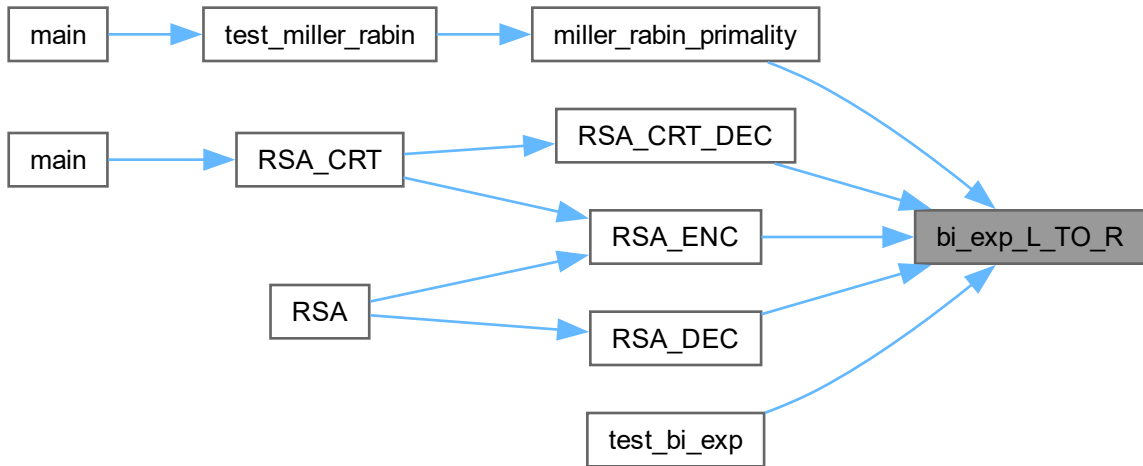 main
test_miller_rabin
miller_rabin_primality
main
RSA_CRT
RSA_CRT_DEC
RSA_ENC
bi_exp_L_TO_R
RSA
RSA_DEC
test_bi_exp